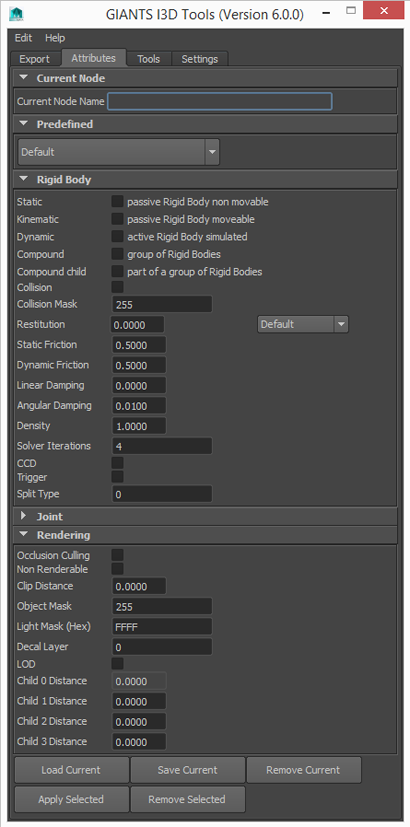 GIANTS I3D Tools (Version 6.0.0)
Edit Help
Export Attributes Tools Settings
Current Node
Current Node Name
Predefined
Default
Rigid Body
Static passive Rigid Body non movable
Kinematic passive Rigid Body moveable
Dynamic active Rigid Body simulated
Compound group of Rigid Bodies
Compound child part of a group of Rigid Bodies
Collision
Collision Mask 255
Restitution 0.0000 Default
Static Friction 0.5000
Dynamic Friction 0.5000
Linear Damping 0.0000
Angular Damping 0.0100
Density 1.0000
Solver Iterations 4
CCD
Trigger
Split Type 0
Joint
Rendering
Occlusion Culling
Non Renderable
Clip Distance 0.0000
Object Mask 255
Light Mask (Hex) FFFF
Decal Layer 0
LOD
Child 0 Distance 0.0000
Child 1 Distance 0.0000
Child 2 Distance 0.0000
Child 3 Distance 0.0000
Load Current Save Current Remove Current
Apply Selected Remove Selected